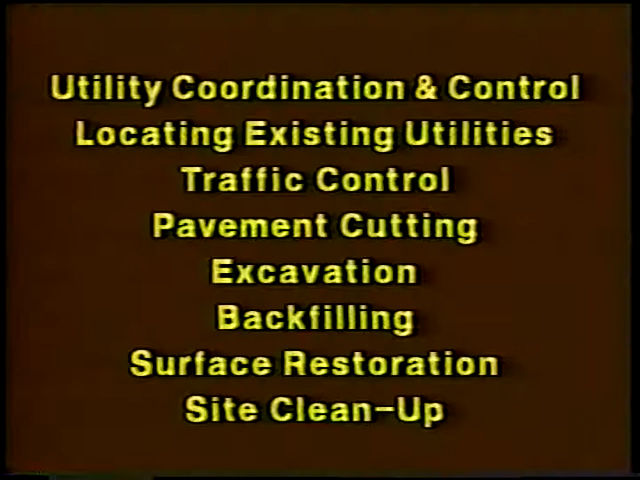 Utility Coordination & Control
Locating Existing Utilities
Traffic Control
Pavement Cutting
Excavation
Backfilling
Surface Restoration
Site Clean-Up